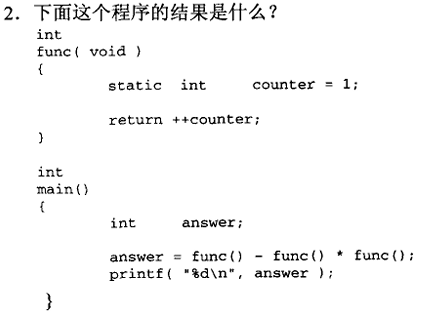 2. 下面这个程序的结果是什么?
int
func( void )
{
static int counter = 1;
return ++counter;
}
int
main()
{
int answer;
answer = func() - func() * func();
printf( "%d\n", answer );
}